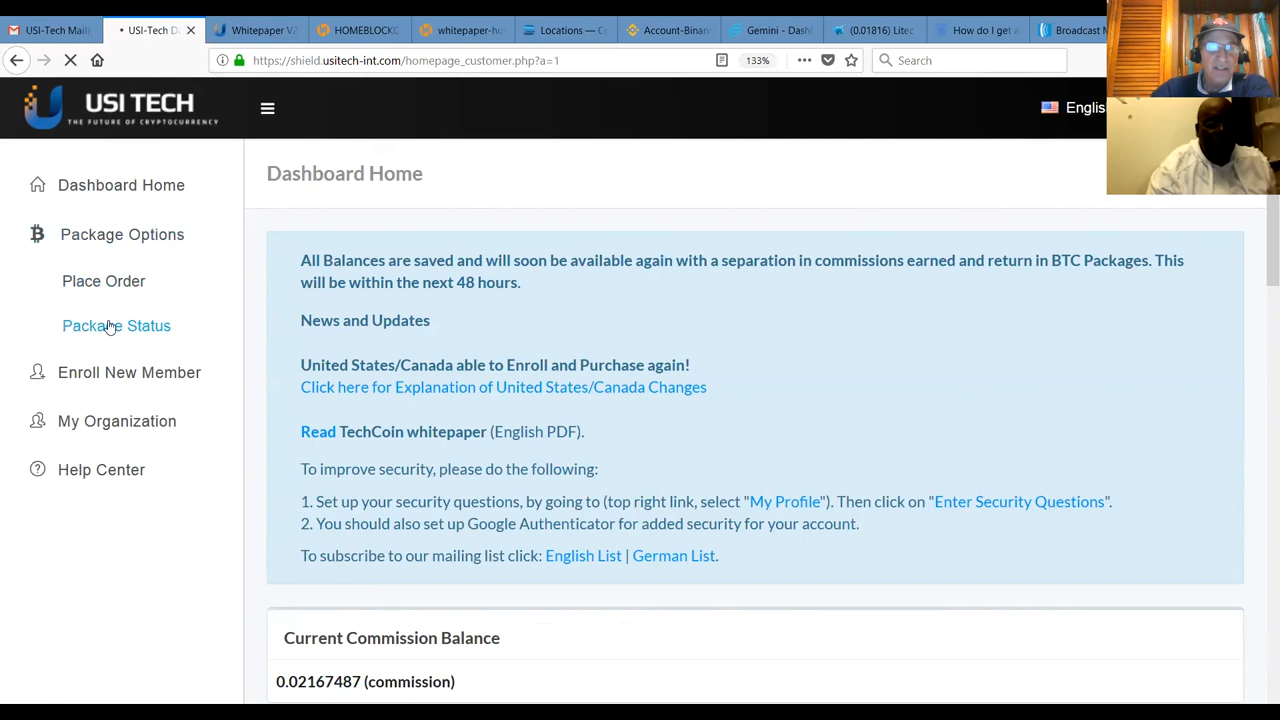 USI-Tech Mail
USI-Tech D
Whitepaper V2
HOMEBLOCKC
whitepaper-ho
Locations — Co
Account-Binan
Gemini - Dash
(0.01816) Litec
How do I get a
Broadcast M
https://shield.usitech-int.com/homepage_customer.php?a=1
133%
Search
USI TECH
THE FUTURE OF CRYPTOCURRENCY
Englis
Dashboard Home
Package Options
Place Order
Package Status
Enroll New Member
My Organization
Help Center
Dashboard Home
All Balances are saved and will soon be available again with a separation in commissions earned and return in BTC Packages. This
will be within the next 48 hours.
News and Updates
United States/Canada able to Enroll and Purchase again!
Click here for Explanation of United States/Canada Changes
Read TechCoin whitepaper (English PDF).
To improve security, please do the following:
1. Set up your security questions, by going to (top right link, select "My Profile"). Then click on "Enter Security Questions".
2. You should also set up Google Authenticator for added security for your account.
To subscribe to our mailing list click: English List | German List.
Current Commission Balance
0.02167487 (commission)